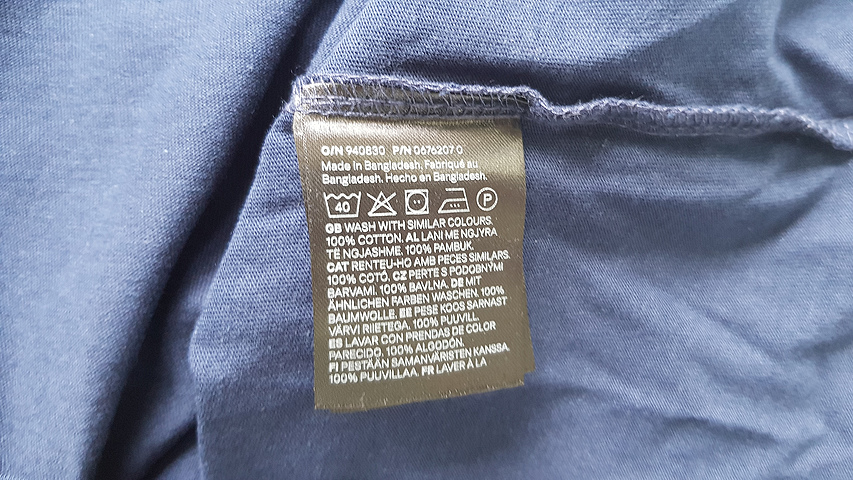 O/N 940830 P/N 0676207 0
Made in Bangladesh. Fabriqué au
Bangladesh. Hecho en Bangladesh.
40 P
GB WASH WITH SIMILAR COLOURS.
100% COTTON. AL LANI ME NGJYRA
TË NGJASHME. 100% PAMBUK.
CAT RENTEU-HO AMB PECES SIMILARS.
100% COTÓ. CZ PERTE S PODOBNÝMI
BARVAMI. 100% BAVLNA. DE MIT
ÄHNLICHEN FARBEN WASCHEN. 100%
BAUMWOLLE. EE PESE KOOS SARNAST
VÄRVI RIIETEGA. 100% PUUVILL.
ES LAVAR CON PRENDAS DE COLOR
PARECIDO. 100% ALGODÓN.
FI PESTÄÄN SAMANVÄRISTEN KANSSA.
100% PUUVILLAA. FR LAVER À LA